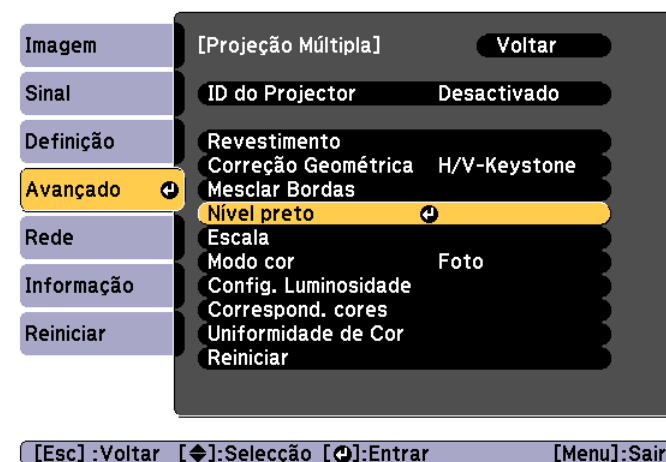 Imagem
Sinal
Definição
Avançado
Rede
Informação
Reiniciar
[Projeção Múltipla] Voltar
ID do Projector Desactivado
Revestimento
Correção Geométrica H/V-Keystone
Mesclar Bordas
Nível preto
Escala
Modo cor Foto
Config. Luminosidade
Correspond. cores
Uniformidade de Cor
Reiniciar
[Esc] :Voltar [◆]:Selecção [⏎]:Entrar [Menu]:Sair